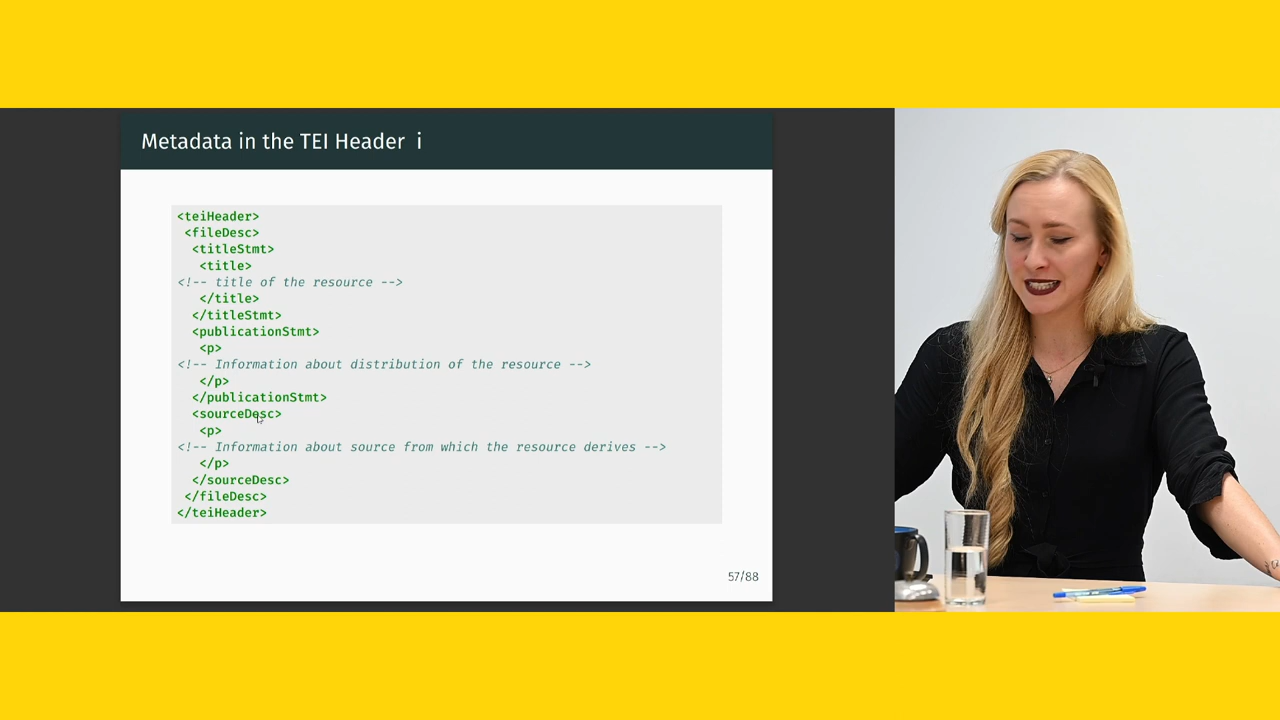 Metadata in the TEI Header i
<teiHeader>
<fileDesc>
<titleStmt>
<title>
<!-- title of the resource -->
</title>
</titleStmt>
<publicationStmt>
<p>
<!-- Information about distribution of the resource -->
</p>
</publicationStmt>
<sourceDesc>
<p>
<!-- Information about source from which the resource derives -->
</p>
</sourceDesc>
</fileDesc>
</teiHeader>
57/88